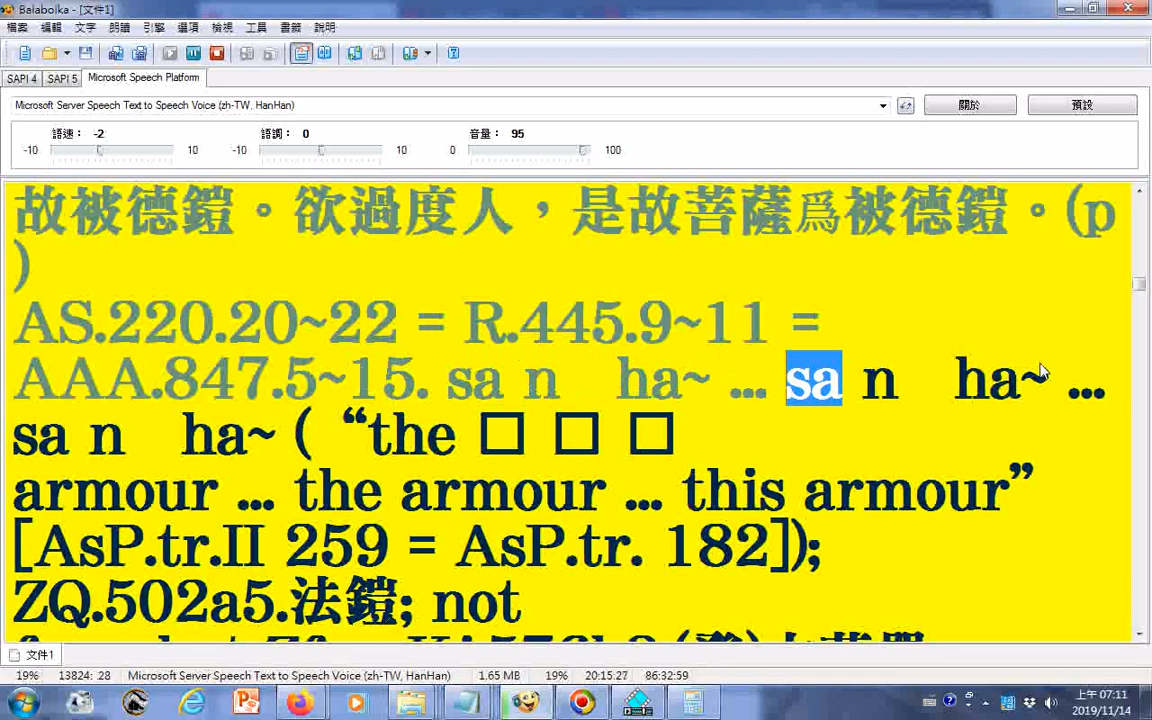 Balabolka - [文件1]
檔案 編輯 文字 朗讀 引擎 選項 檢視 工具 書籤 說明
SAPI 4 SAPI 5 Microsoft Speech Platform
Microsoft Server Speech Text to Speech Voice (zh-TW, HanHan) 關於 預設
語速： -2 語調： 0 音量： 95
-10 10 -10 10 0 100
故被德鎧。欲過度人，是故菩薩爲被德鎧。(p
)
AS.220.20~22 = R.445.9~11 =
AAA.847.5~15. sa n ha~ ... sa n ha~ ...
sa n ha~ ( “the □ □ □
armour ... the armour ... this armour”
[AsP.tr.II 259 = AsP.tr. 182]);
ZQ.502a5.法鎧; not
文件1
19% 13824: 28 Microsoft Server Speech Text to Speech Voice (zh-TW, HanHan) 1.65 MB 19% 20:15:27 86:32:59
上午 07:11
2019/11/14